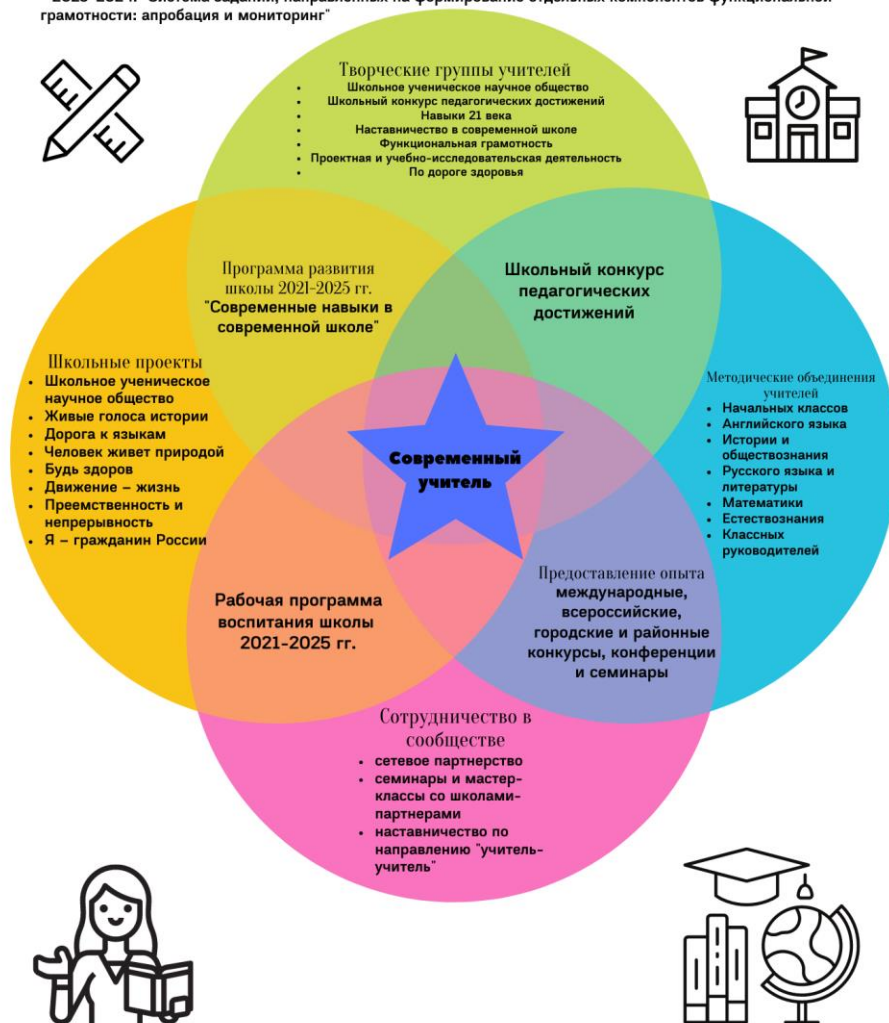 грамотности: апробация и мониторинг"
Творческие группы учителей
• Школьное ученическое научное общество
• Школьный конкурс педагогических достижений
• Навыки 21 века
• Наставничество в современной школе
• Функциональная грамотность
• Проектная и учебно-исследовательская деятельность
• По дороге здоровья
Программа развития
школы 2021-2025 гг.
"Современные навыки в
современной школе"
Школьный конкурс
педагогических
достижений
Школьные проекты
• Школьное ученическое
научное общество
• Живые голоса истории
• Дорога к языкам
• Человек живет природой
• Будь здоров
• Движение – жизнь
• Преемственность и
непрерывность
• Я – гражданин России
Современный
учитель
Методические объединения
учителей
• Начальных классов
• Английского языка
• Истории и
обществознания
• Русского языка и
литературы
• Математики
• Естествознания
• Классных
руководителей
Рабочая программа
воспитания школы
2021-2025 гг.
Предоставление опыта
международные,
всероссийские,
городские и районные
конкурсы, конференции
и семинары
Сотрудничество в
сообществе
• сетевое партнерство
• семинары и мастер-
классы со школами-
партнерами
• наставничество по
направлению "учитель-
учитель"